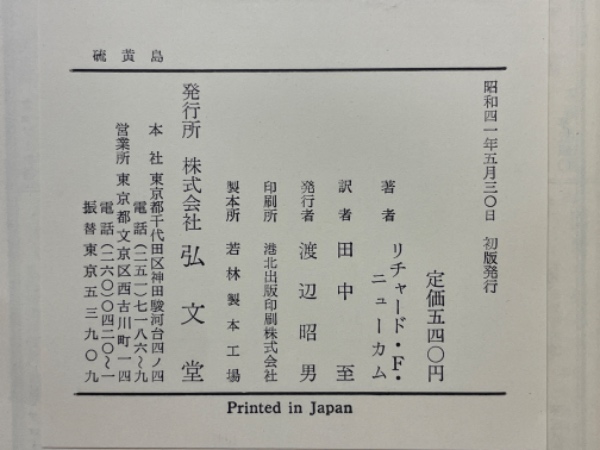 硫黄島
昭和四一年五月三〇日 初版発行
定価五四〇円
著者 リチャード・F・
ニューカム
訳者 田中至
発行者 渡辺昭男
印刷所 港北出版印刷株式会社
製本所 若林製本工場
発行所 株式会社 弘文堂
本社 東京都千代田区神田駿河台四ノ四
電話(二五一)七一八六〜九
営業所 東京都文京区西古川町一四
電話(二六〇)〇四二〇〜一
振替東京五三九〇九
Printed in Japan